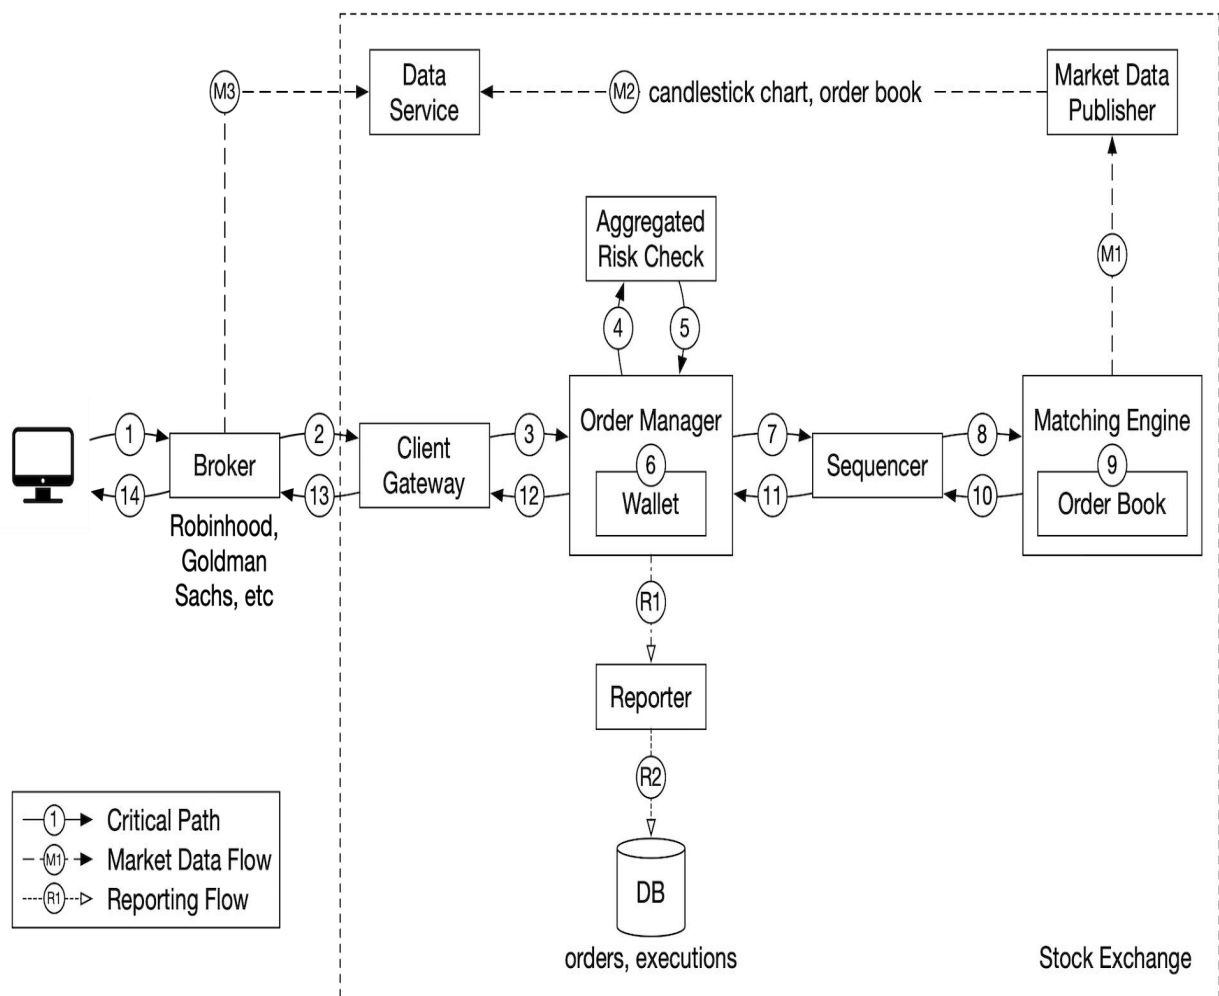 M3
Data
Service
M2
candlestick chart, order book
Market Data
Publisher
Aggregated
Risk Check
M1
4
5
1
2
3
Order Manager
7
8
Matching Engine
Broker
Client
Gateway
6
Wallet
Sequencer
9
Order Book
14
13
12
11
10
Robinhood,
Goldman
Sachs, etc
R1
Reporter
R2
1 Critical Path
M1 Market Data Flow
R1 Reporting Flow
DB
orders, executions
Stock Exchange